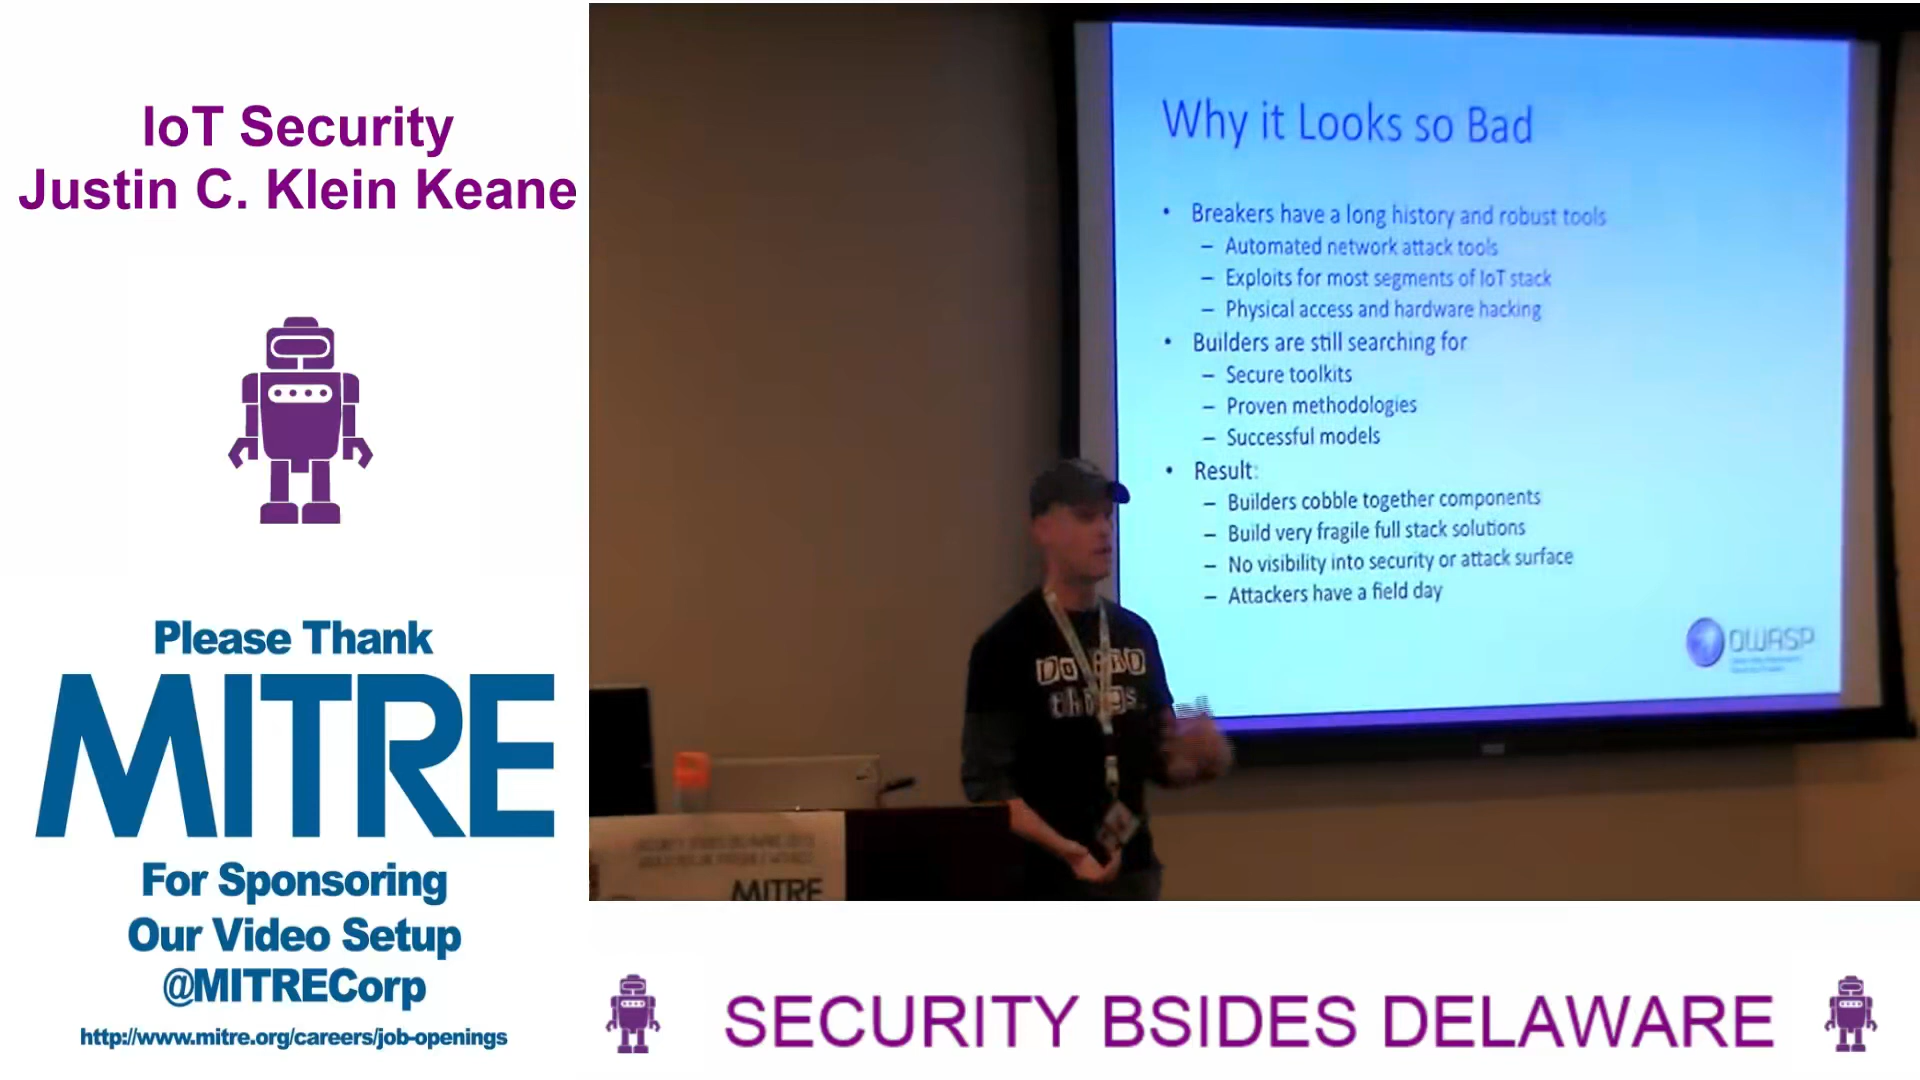 IoT Security
Justin C. Klein Keane
Please Thank
MITRE
For Sponsoring
Our Video Setup
@MITRECorp
http://www.mitre.org/careers/job-openings
Why it Looks so Bad
• Breakers have a long history and robust tools
– Automated network attack tools
– Exploits for most segments of IoT stack
– Physical access and hardware hacking
• Builders are still searching for
– Secure toolkits
– Proven methodologies
– Successful models
• Result:
– Builders cobble together components
– Build very fragile full stack solutions
– No visibility into security or attack surface
– Attackers have a field day
OWASP
things
MITRE
SECURITY BSIDES DELAWARE